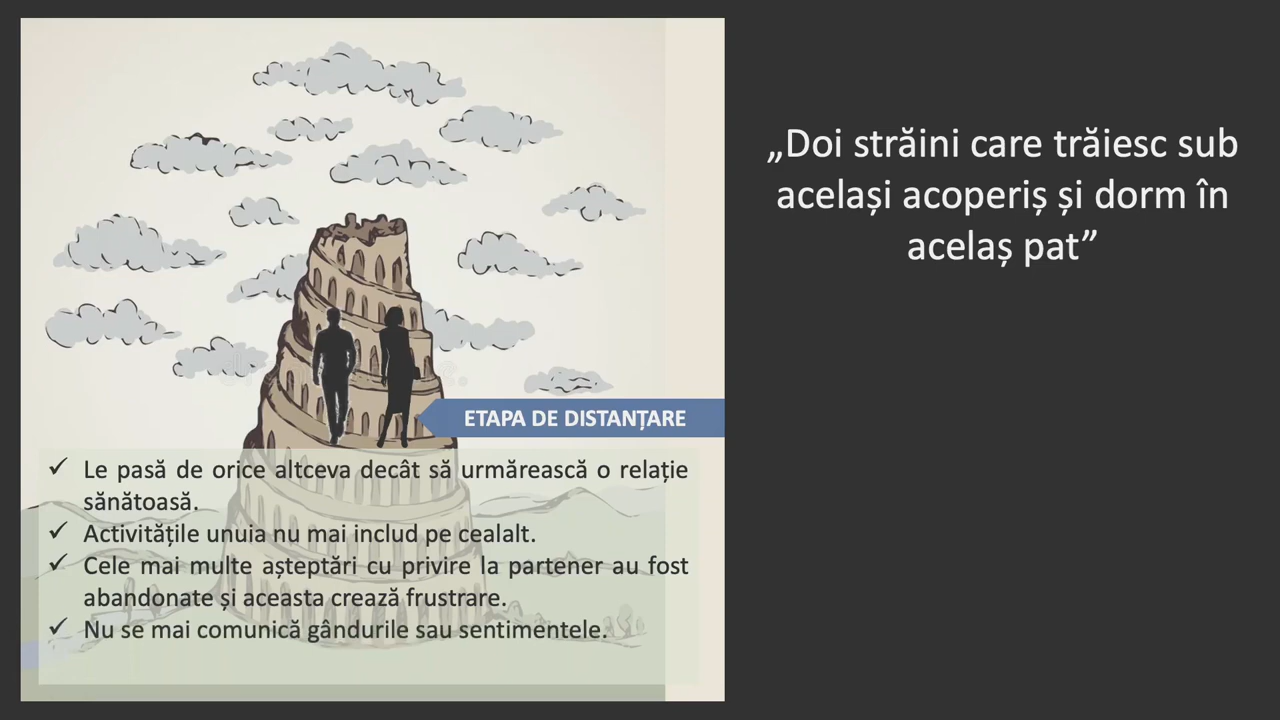 „Doi străini care trăiesc sub
același acoperiș și dorm în
acelaș pat”
ETAPA DE DISTANȚARE
✓ Le pasă de orice altceva decât să urmărească o relație
sănătoasă.
✓ Activitățile unuia nu mai includ pe cealalt.
✓ Cele mai multe așteptări cu privire la partener au fost
abandonate și aceasta crează frustrare.
✓ Nu se mai comunică gândurile sau sentimentele.